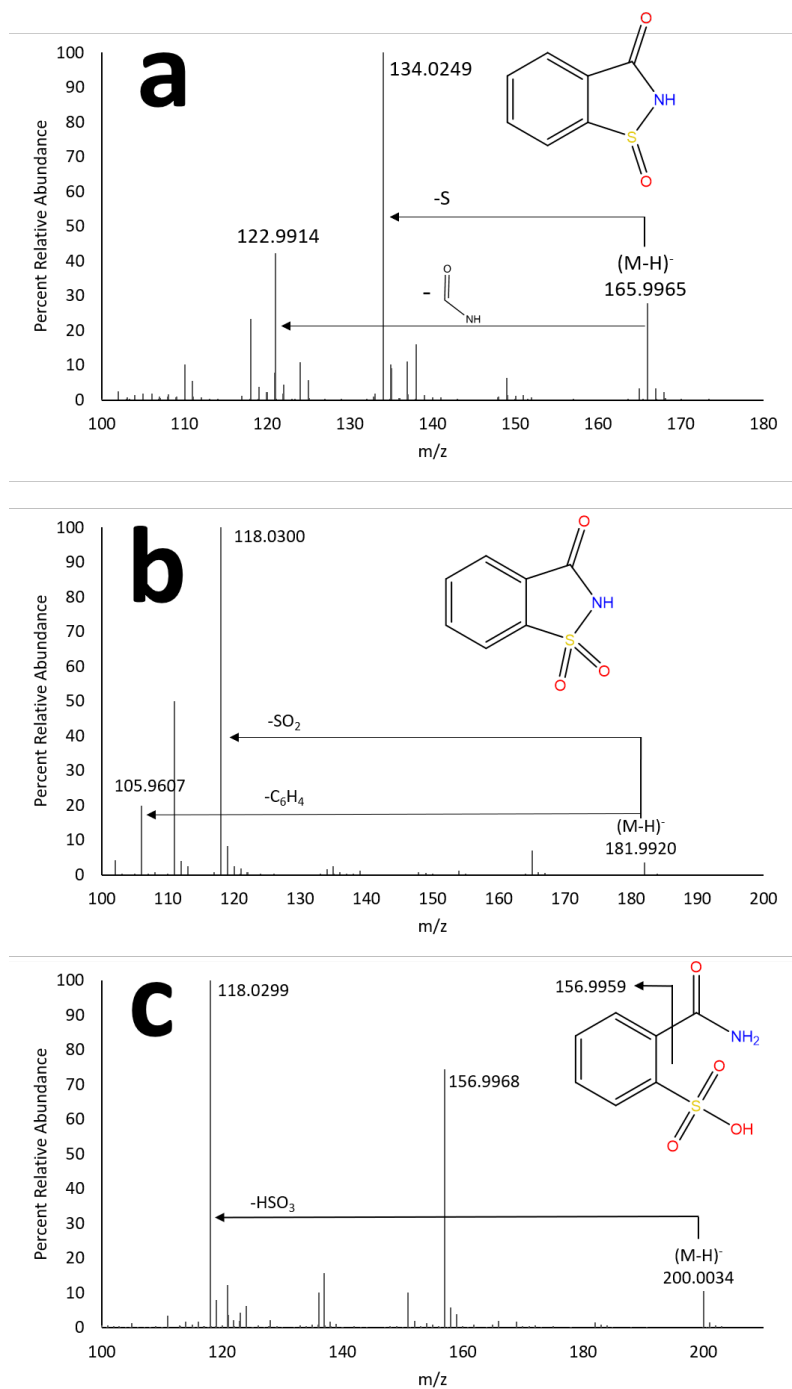 a
Percent Relative Abundance
100
90
80
70
60
50
40
30
20
10
0
134.0249
O
NH
S
O
-S
122.9914
(M-H)-
165.9965
-
O
NH
100 110 120 130 140 150 160 170 180
m/z
b
Percent Relative Abundance
100
90
80
70
60
50
40
30
20
10
0
118.0300
O
NH
S
O O
-SO2
105.9607
-C6H4
(M-H)-
181.9920
100 110 120 130 140 150 160 170 180 190 200
m/z
c
Percent Relative Abundance
100
90
80
70
60
50
40
30
20
10
0
118.0299
156.9959
O
NH2
O
S
OH
O
156.9968
-HSO3
(M-H)-
200.0034
100 120 140 160 180 200
m/z